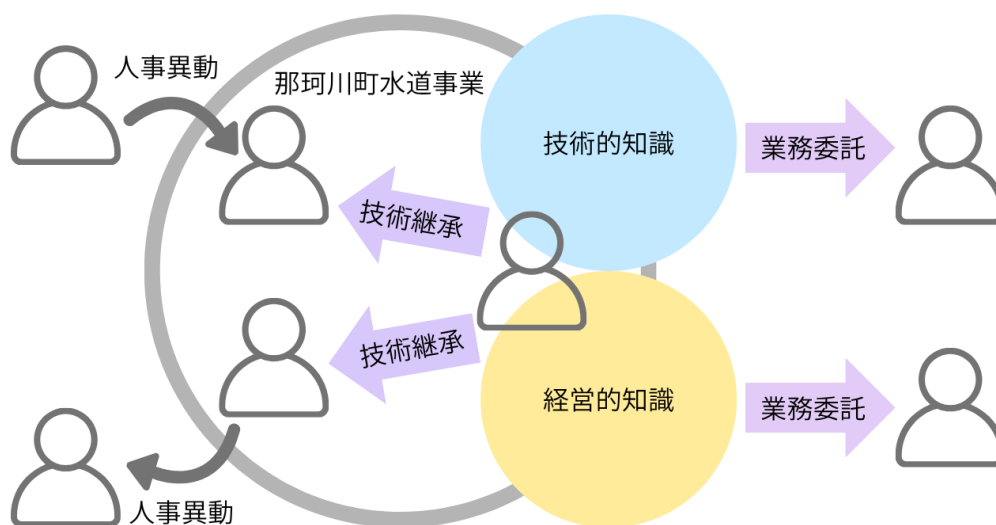 人事異動
那珂川町水道事業
技術的知識
業務委託
技術継承
技術継承
経営的知識
業務委託
人事異動